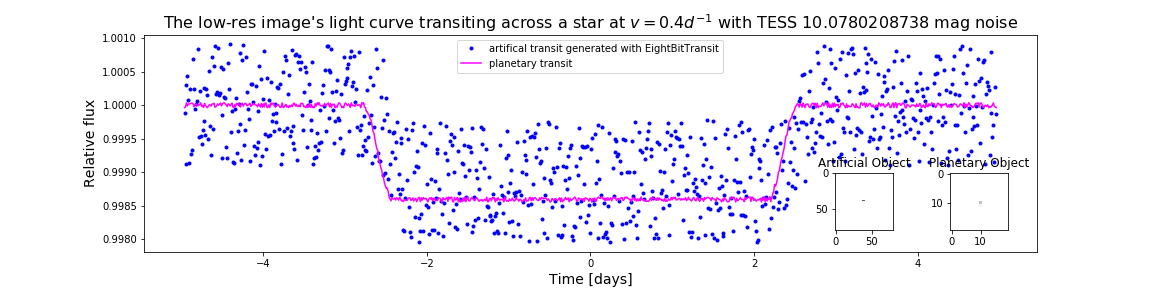 The low-res image's light curve transiting across a star at v = 0.4d⁻¹ with TESS 10.0780208738 mag noise
artifical transit generated with EightBitTransit
planetary transit
Relative flux
1.0010
1.0005
1.0000
0.9995
0.9990
0.9985
0.9980
Artificial Object
0
50
0 50
Planetary Object
0
10
0 10
−4 −2 0 2 4
Time [days]